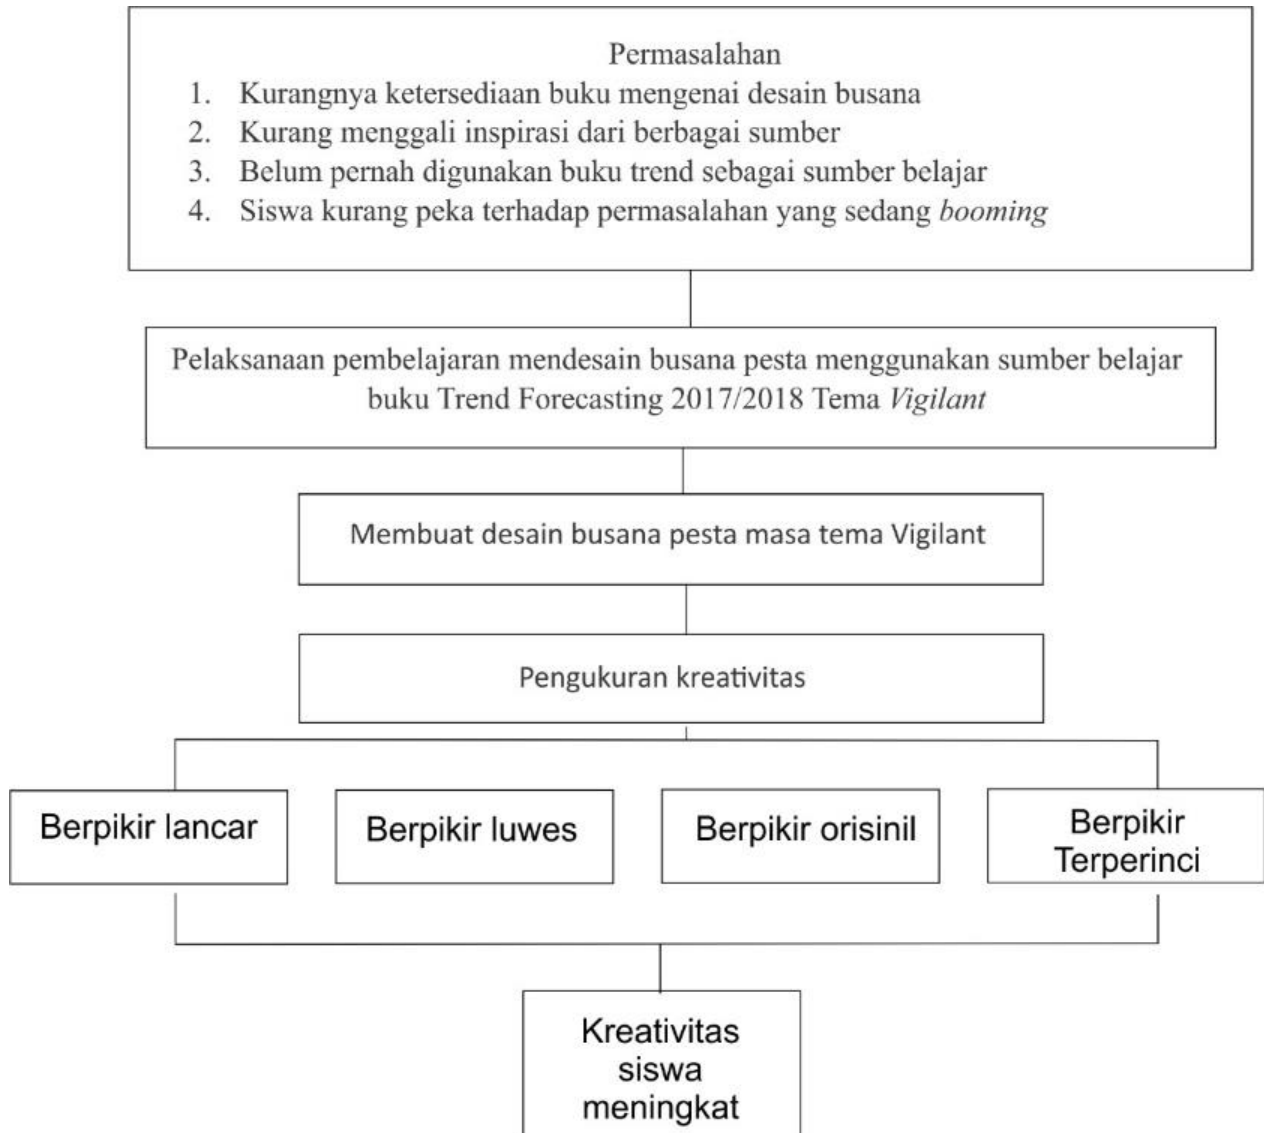 Permasalahan
1. Kurangnya ketersediaan buku mengenai desain busana
2. Kurang menggali inspirasi dari berbagai sumber
3. Belum pernah digunakan buku trend sebagai sumber belajar
4. Siswa kurang peka terhadap permasalahan yang sedang booming
Pelaksanaan pembelajaran mendesain busana pesta menggunakan sumber belajar
buku Trend Forecasting 2017/2018 Tema Vigilant
Membuat desain busana pesta masa tema Vigilant
Pengukuran kreativitas
Berpikir lancar
Berpikir luwes
Berpikir orisinil
Berpikir
Terperinci
Kreativitas
siswa
meningkat